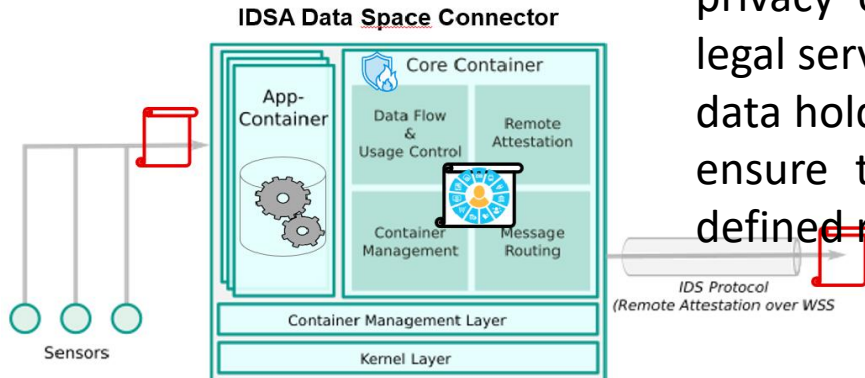 IDSA Data Space Connector
privacy
legal serv
data hold
ensure
defined
Core Container
App-
Container
Data Flow
&
Usage Control
Remote
Attestation
Container
Management
Message
Routing
IDS Protocol
(Remote Attestation over WSS
Container Management Layer
Kernel Layer
Sensors